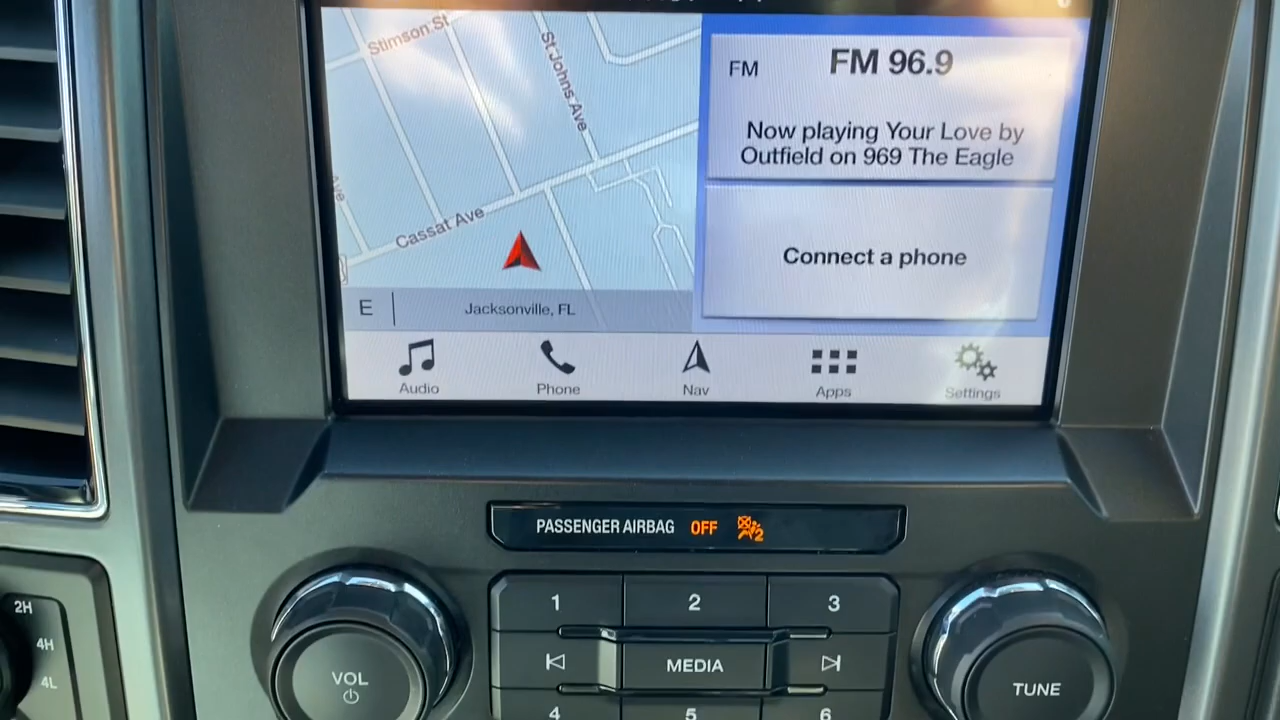 Stimson St
St Johns Ave
Ave
Cassat Ave
E
Jacksonville, FL
FM
FM 96.9
Now playing Your Love by
Outfield on 969 The Eagle
Connect a phone
Audio
Phone
Nav
Apps
Settings
PASSENGER AIRBAG OFF 2
2H
4H
4L
VOL
1 2 3
MEDIA
4 5 6
TUNE